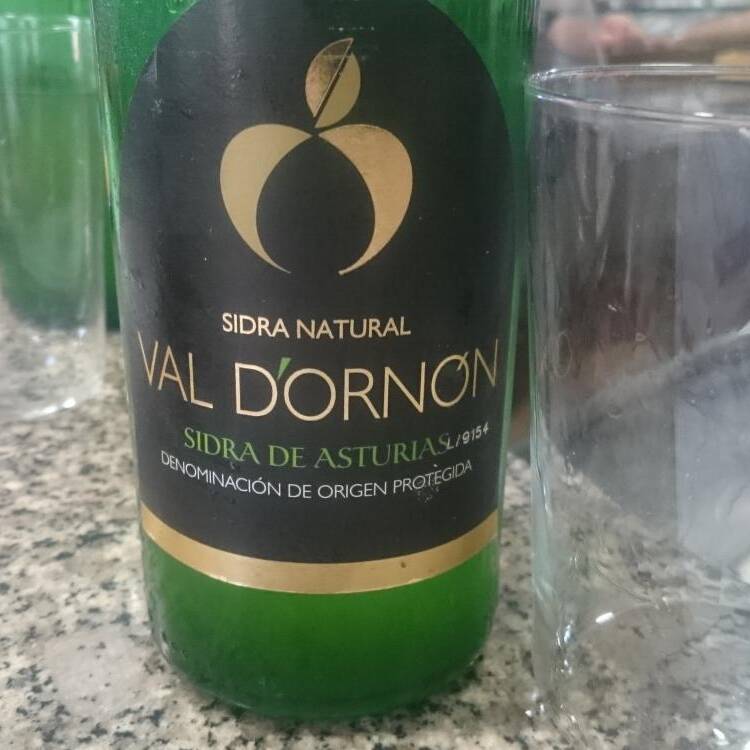 SIDRA NATURAL
VAL D'ORNÓN
SIDRA DE ASTURIAS L/9154
DENOMINACIÓN DE ORIGEN PROTEGIDA